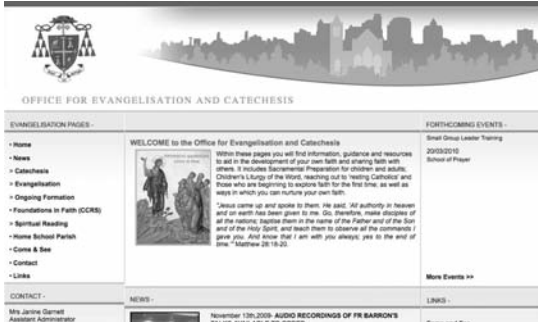 OFFICE FOR EVANGELISATION AND CATECHESIS
EVANGELISATION PAGES -
• Home
• News
> Catechesis
> Evangelisation
> Ongoing Formation
• Foundations in Faith (CCRS)
> Spiritual Reading
• Home School Parish
• Come & See
• Contact
• Links
CONTACT -
Mrs Janine Garnett
Assistant Administrator
WELCOME to the Office for Evangelisation and Catechesis
Within these pages you will find information, guidance and resources
to aid in the development of your own faith and sharing faith with
others. It includes Sacramental Preparation for children and adults;
Children's Liturgy of the Word, reaching out to 'resting Catholics' and
those who are beginning to explore faith for the first time; as well as
ways in which you can nurture your own faith.
"Jesus came up and spoke to them. He said, 'All authority in heaven
and on earth has been given to me. Go, therefore, make disciples of
all the nations; baptise them in the name of the Father and of the Son
and of the Holy Spirit, and teach them to observe all the commands I
gave you. And know that I am with you always; yes to the end of
time.'" Matthew 28:18-20.
NEWS -
November 13th,2009- AUDIO RECORDINGS OF FR BARRON'S
FORTHCOMING EVENTS -
Small Group Leader Training
20/03/2010
School of Prayer
More Events >>
LINKS -